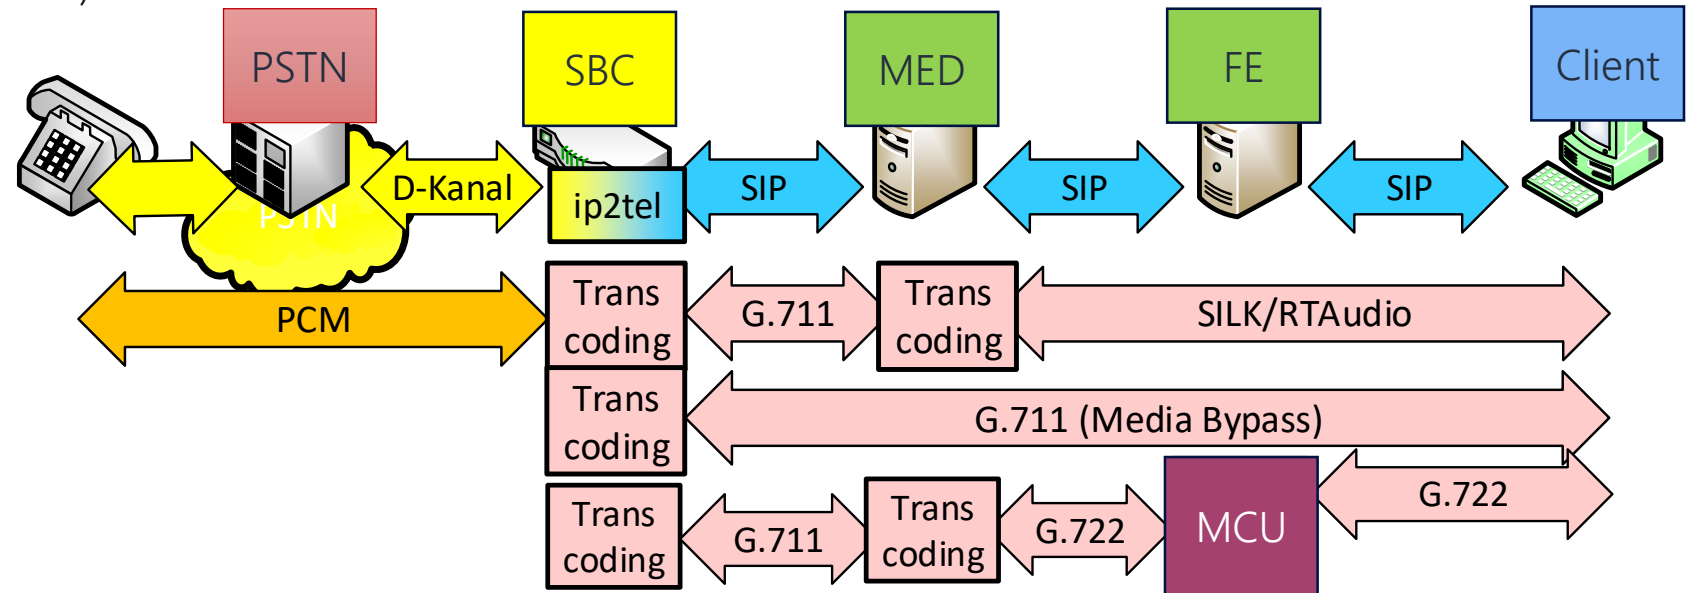 PSTN
SBC
MED
FE
Client
PSTN
D-Kanal
ip2tel
SIP
SIP
SIP
PCM
Trans
coding
G.711
Trans
coding
SILK/RTAudio
Trans
coding
G.711 (Media Bypass)
Trans
coding
G.711
Trans
coding
G.722
MCU
G.722